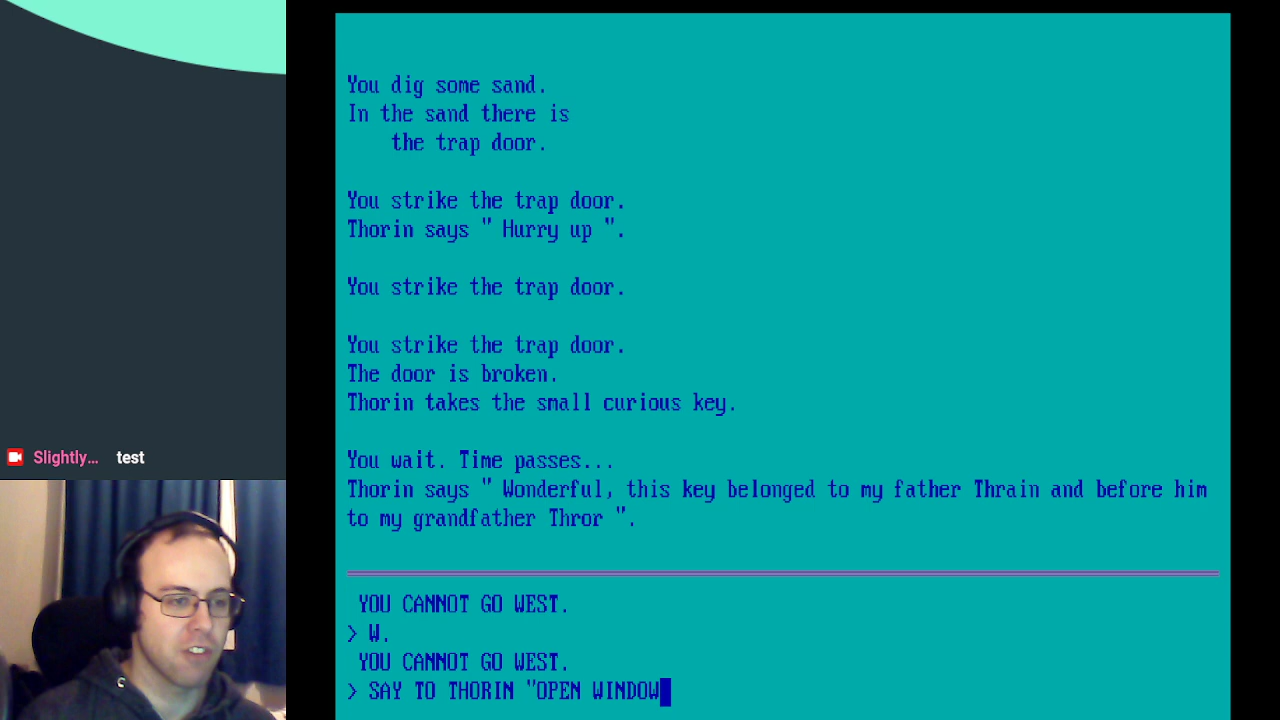 You dig some sand.
In the sand there is
the trap door.
You strike the trap door.
Thorin says " Hurry up ".
You strike the trap door.
You strike the trap door.
The door is broken.
Thorin takes the small curious key.
You wait. Time passes...
Thorin says " Wonderful, this key belonged to my father Thrain and before him
to my grandfather Thror ".
YOU CANNOT GO WEST.
> W.
YOU CANNOT GO WEST.
> SAY TO THORIN "OPEN WINDOW
Slightly… test